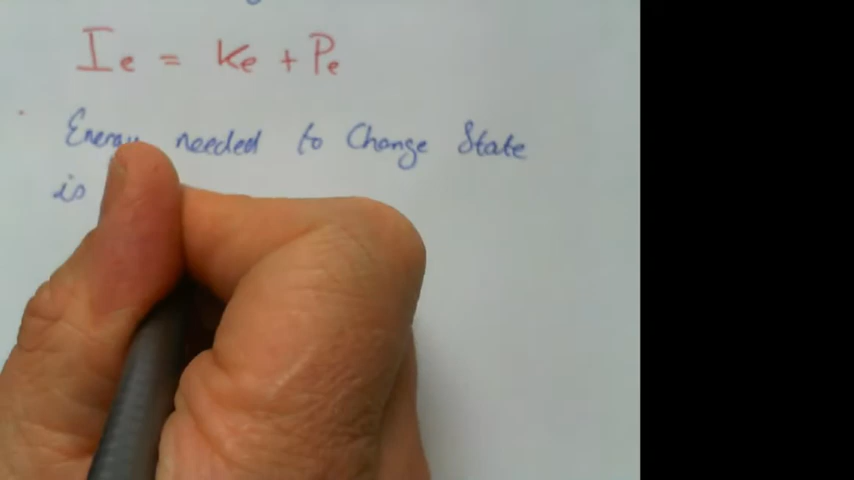 Ie = Ke + Pe
Energy needed to Change State
is